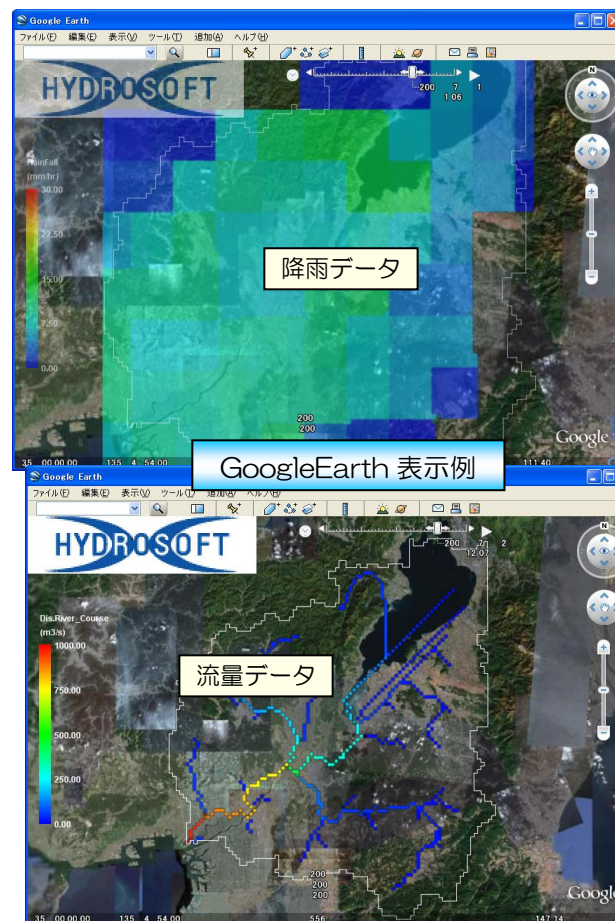 Google Earth
ファイル(F) 編集(E) 表示(V) ツール(T) 追加(A) ヘルプ(H)
HYDROSOFT
200 7 1
1 06
RainFall
(mm/hr)
30.00
22.50
15.00
7.50
0.00
N
降雨データ
200
200
Google
35 00 00.00 135 4 54.00 111.40
GoogleEarth 表示例
Google Earth
ファイル(F) 編集(E) 表示(V) ツール(T) 追加(A) ヘルプ(H)
HYDROSOFT
200 7 2
12.07
Dis.River_Course
(m3/s)
1000.00
750.00
500.00
250.00
0.00
N
流量データ
200
200
200
Google
35 00 00.00 135 4 54.00 556 147.14